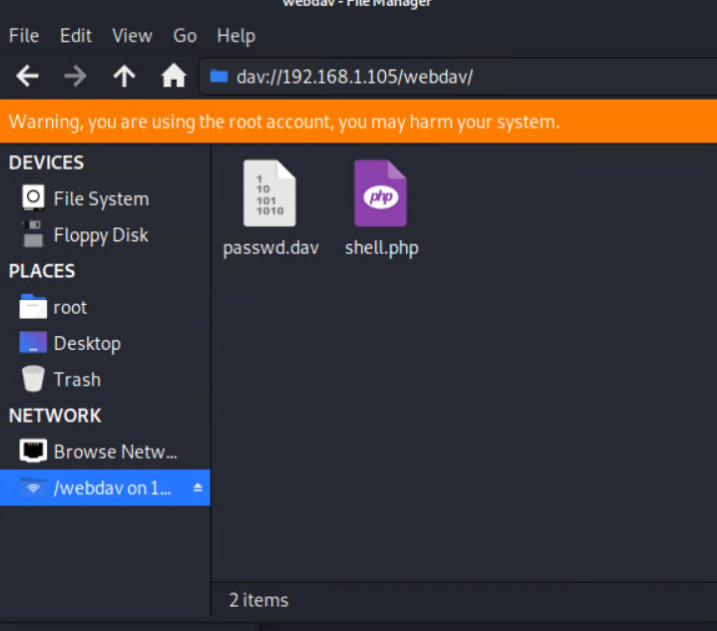 webdav - File Manager
File Edit View Go Help
dav://192.168.1.105/webdav/
Warning, you are using the root account, you may harm your system.
DEVICES
File System
Floppy Disk
PLACES
root
Desktop
Trash
NETWORK
Browse Netw...
/webdav on 1...
1
10
101
1010
php
passwd.dav shell.php
2 items